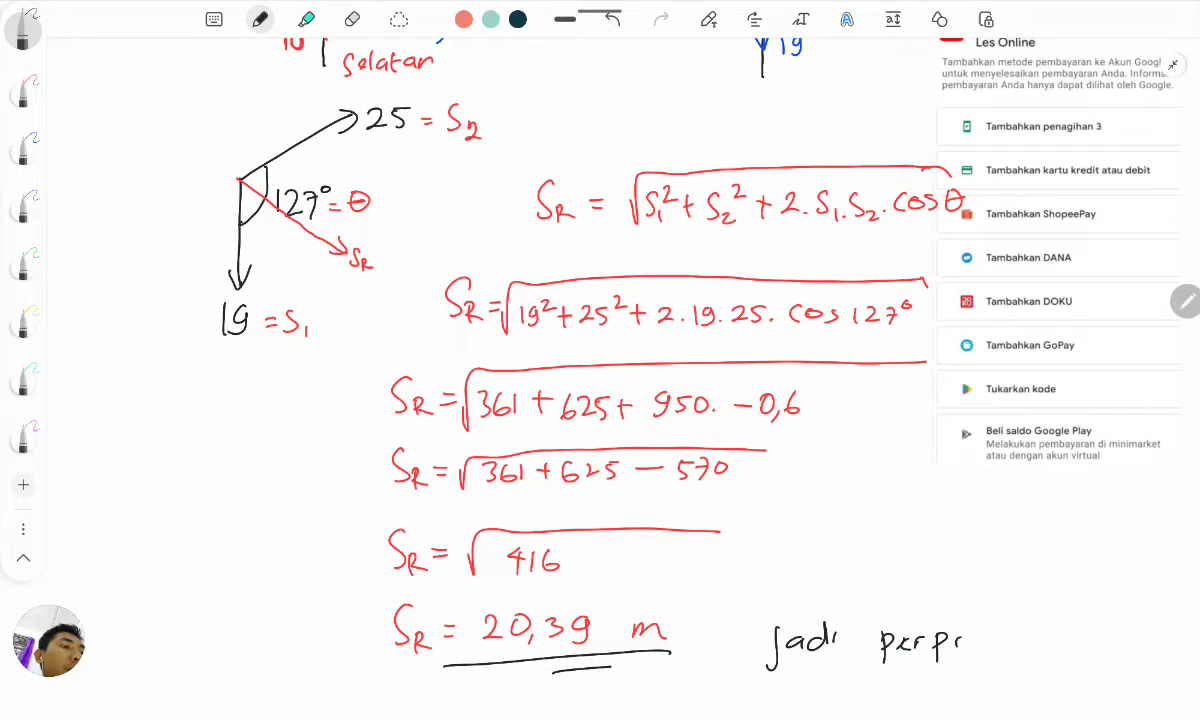 10
Selatan
19
25 = S2
127° = θ
SR
19 = S1
SR = √S1² + S2² + 2. S1. S2. cos θ
SR = √19² + 25² + 2. 19. 25. cos 127°
SR = √361 + 625 + 950. - 0,6
SR = √361 + 625 - 570
SR = √416
SR = 20,39 m
Jadi perp
Les Online
Tambahkan metode pembayaran ke Akun Googl
untuk menyelesaikan pembayaran Anda. Informa
pembayaran Anda hanya dapat dilihat oleh Google.
Tambahkan penagihan 3
Tambahkan kartu kredit atau debit
Tambahkan ShopeePay
Tambahkan DANA
Tambahkan DOKU
Tambahkan GoPay
Tukarkan kode
Beli saldo Google Play
Melakukan pembayaran di minimarket
atau dengan akun virtual